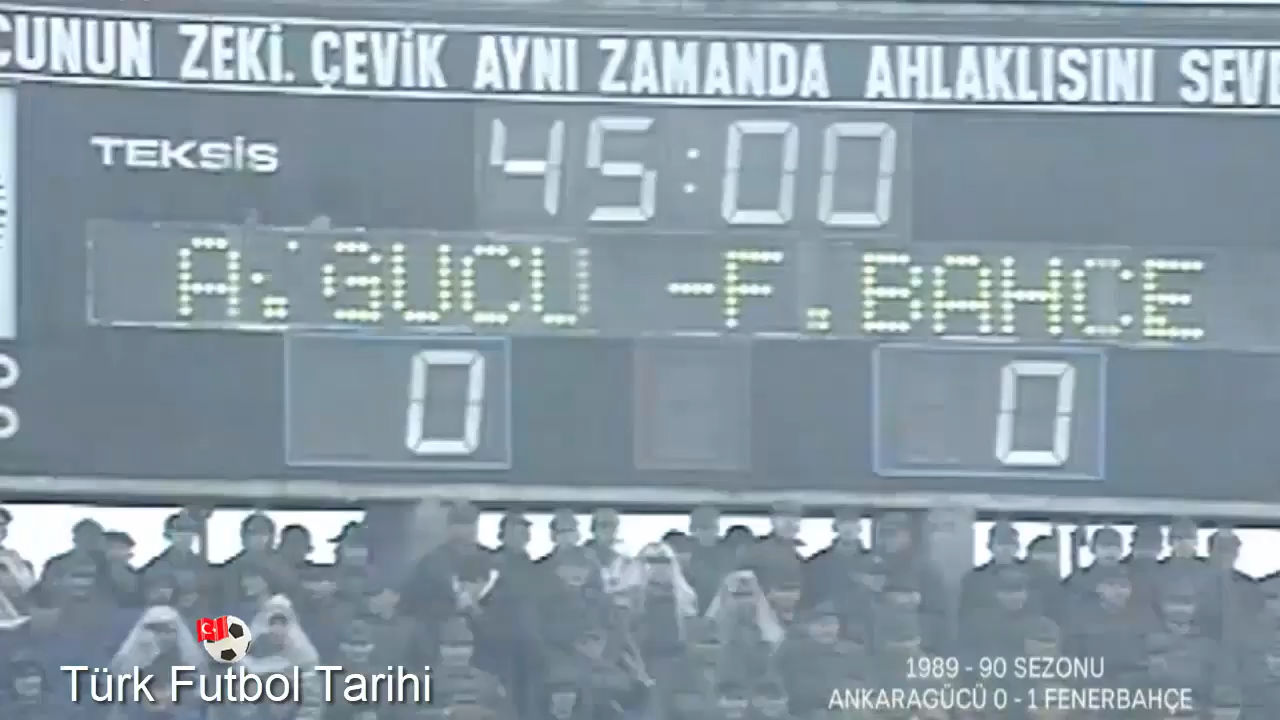 CUNUN ZEKİ. ÇEVİK AYNI ZAMANDA AHLAKLISINI SEVE
TEKSİS
45:00
A.GUCU -F.BAHCE
0 0
Türk Futbol Tarihi
1989 - 90 SEZONU
ANKARAGÜCÜ 0 - 1 FENERBAHÇE